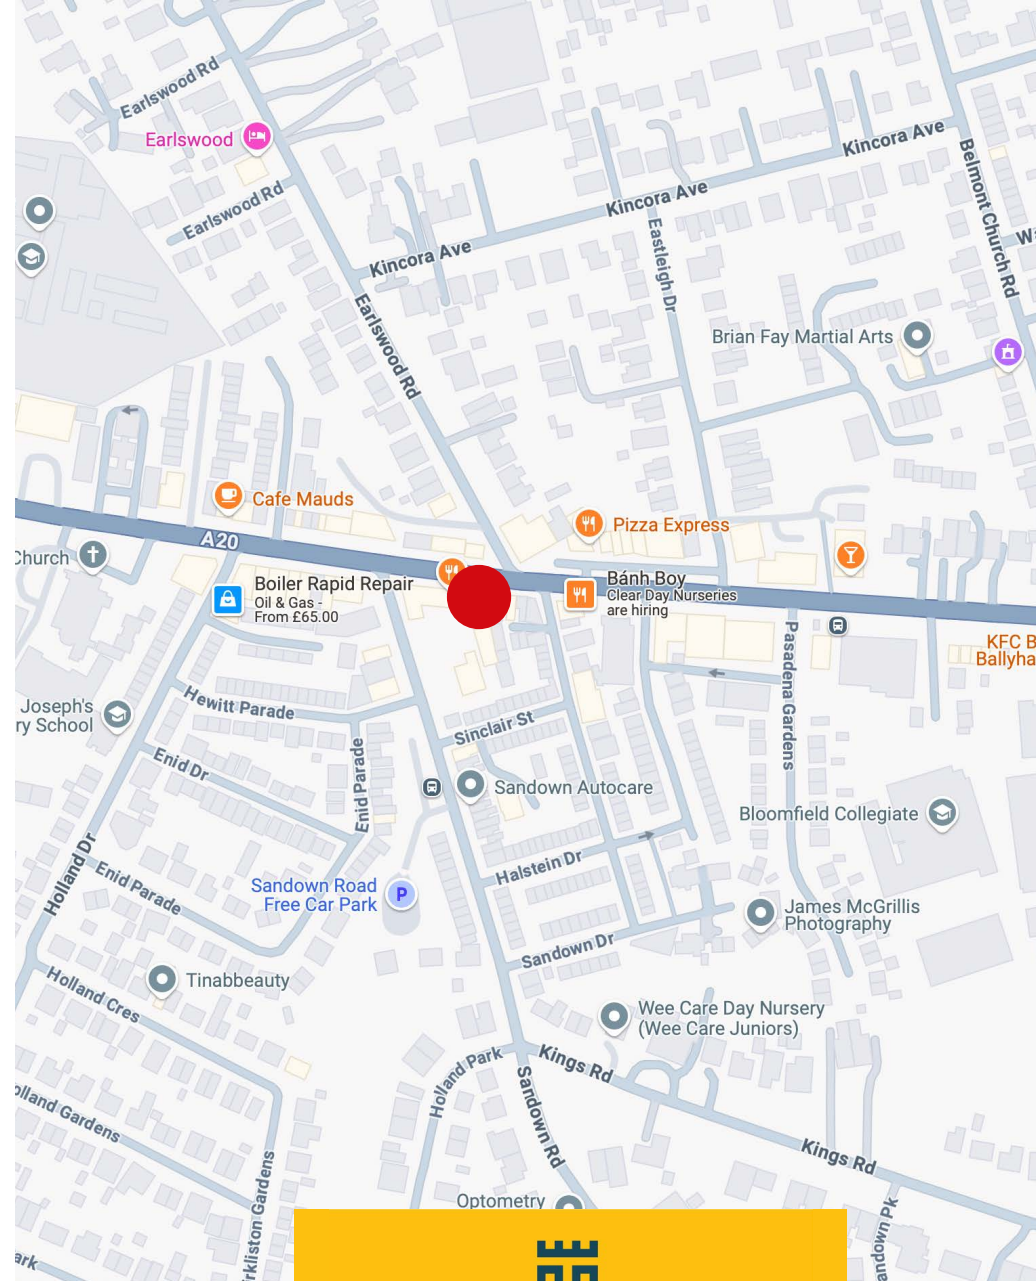 Earlswood Rd
Earlswood
Kincora Ave
Belmont Church Rd
Earlswood Rd
Kincora Ave
Eastleigh Dr
Kincora Ave
Earlswood Rd
Brian Fay Martial Arts
Cafe Mauds
Pizza Express
A20
Church
Boiler Rapid Repair
Oil & Gas -
From £65.00
Bánh Boy
Clear Day Nurseries
are hiring
Pasadena Gardens
KFC B
Ballyha
Joseph's
ry School
Hewitt Parade
Sinclair St
Enid Dr
Enid Parade
Sandown Autocare
Bloomfield Collegiate
Holland Dr
Halstein Dr
Enid Parade
Sandown Road
Free Car Park
P
James McGrillis
Photography
Sandown Dr
Tinabbeauty
Holland Cres
Wee Care Day Nursery
(Wee Care Juniors)
Holland Park
Kings Rd
Sandown Rd
olland Gardens
Kings Rd
rkliston Gardens
Optometry
andown Pk
ark